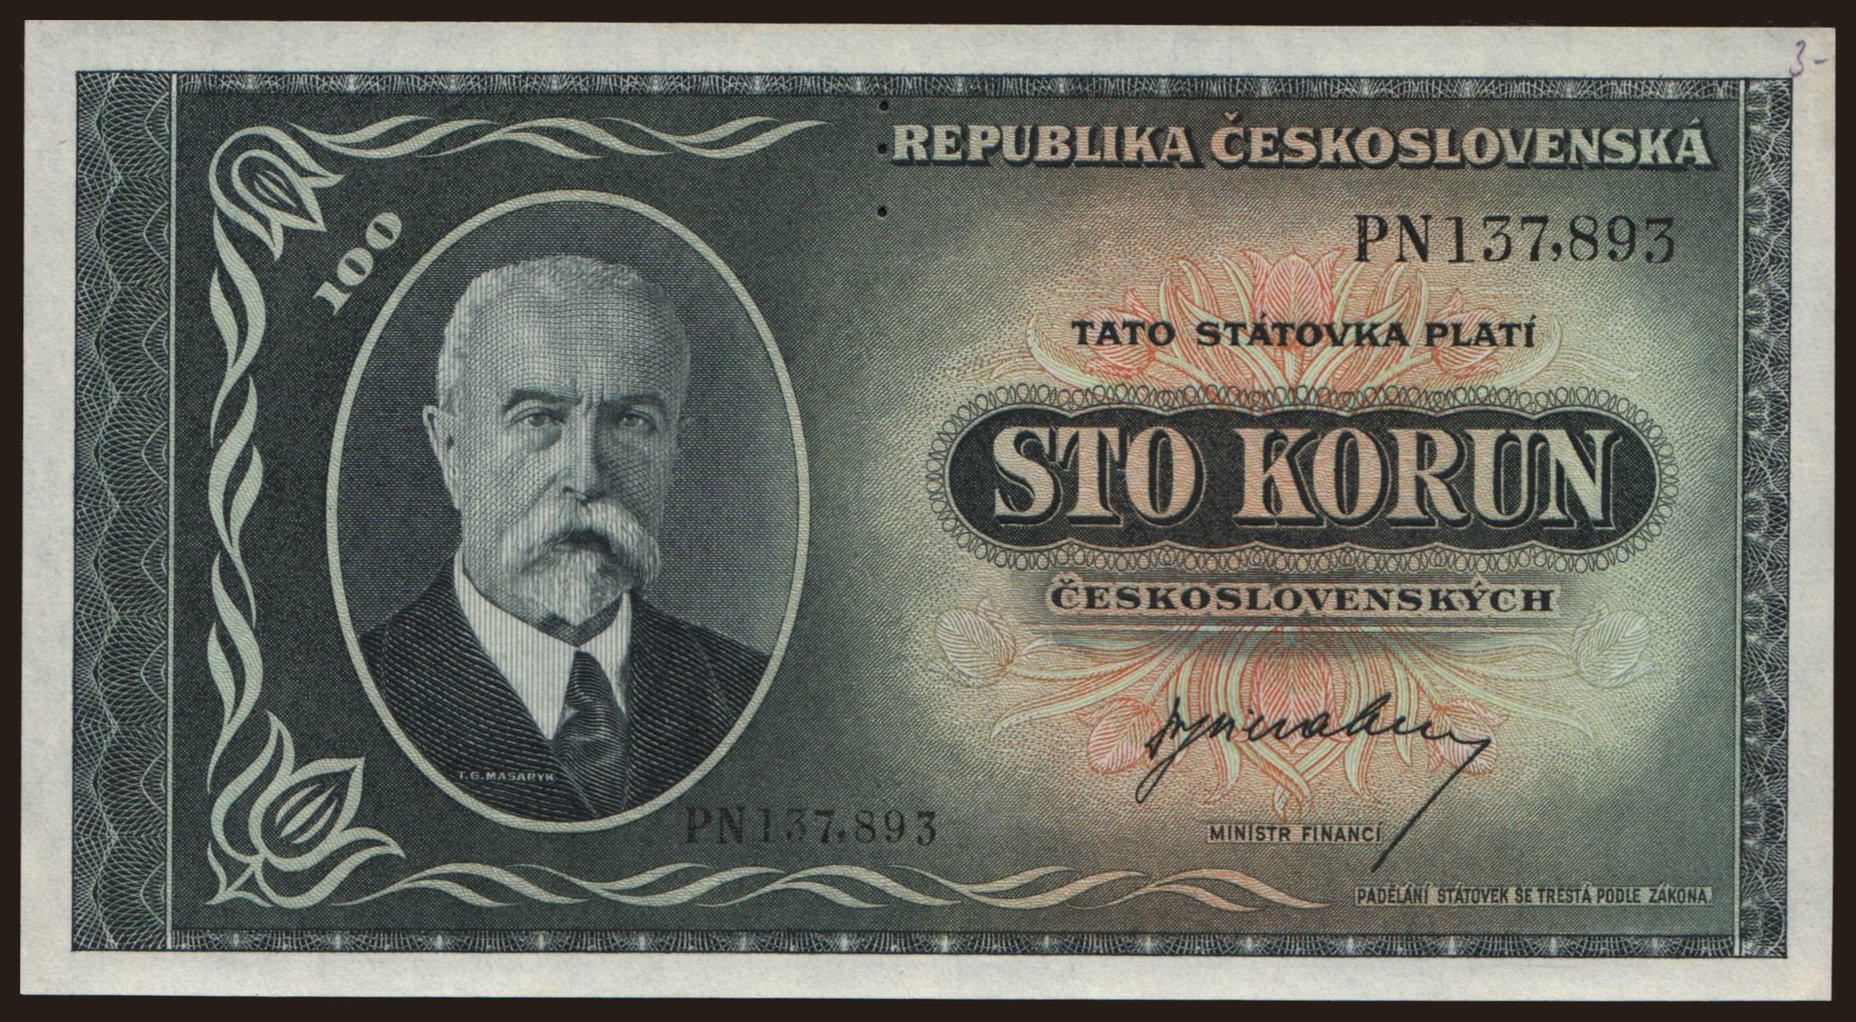 3-
REPUBLIKA ČESKOSLOVENSKÁ
100
PN137,893
TATO STÁTOVKA PLATÍ
STO KORUN
ČESKOSLOVENSKÝCH
T.G.MASARYK
PN137,893
MINISTR FINANCÍ
PADĚLÁNÍ STÁTOVEK SE TRESTÁ PODLE ZÁKONA.